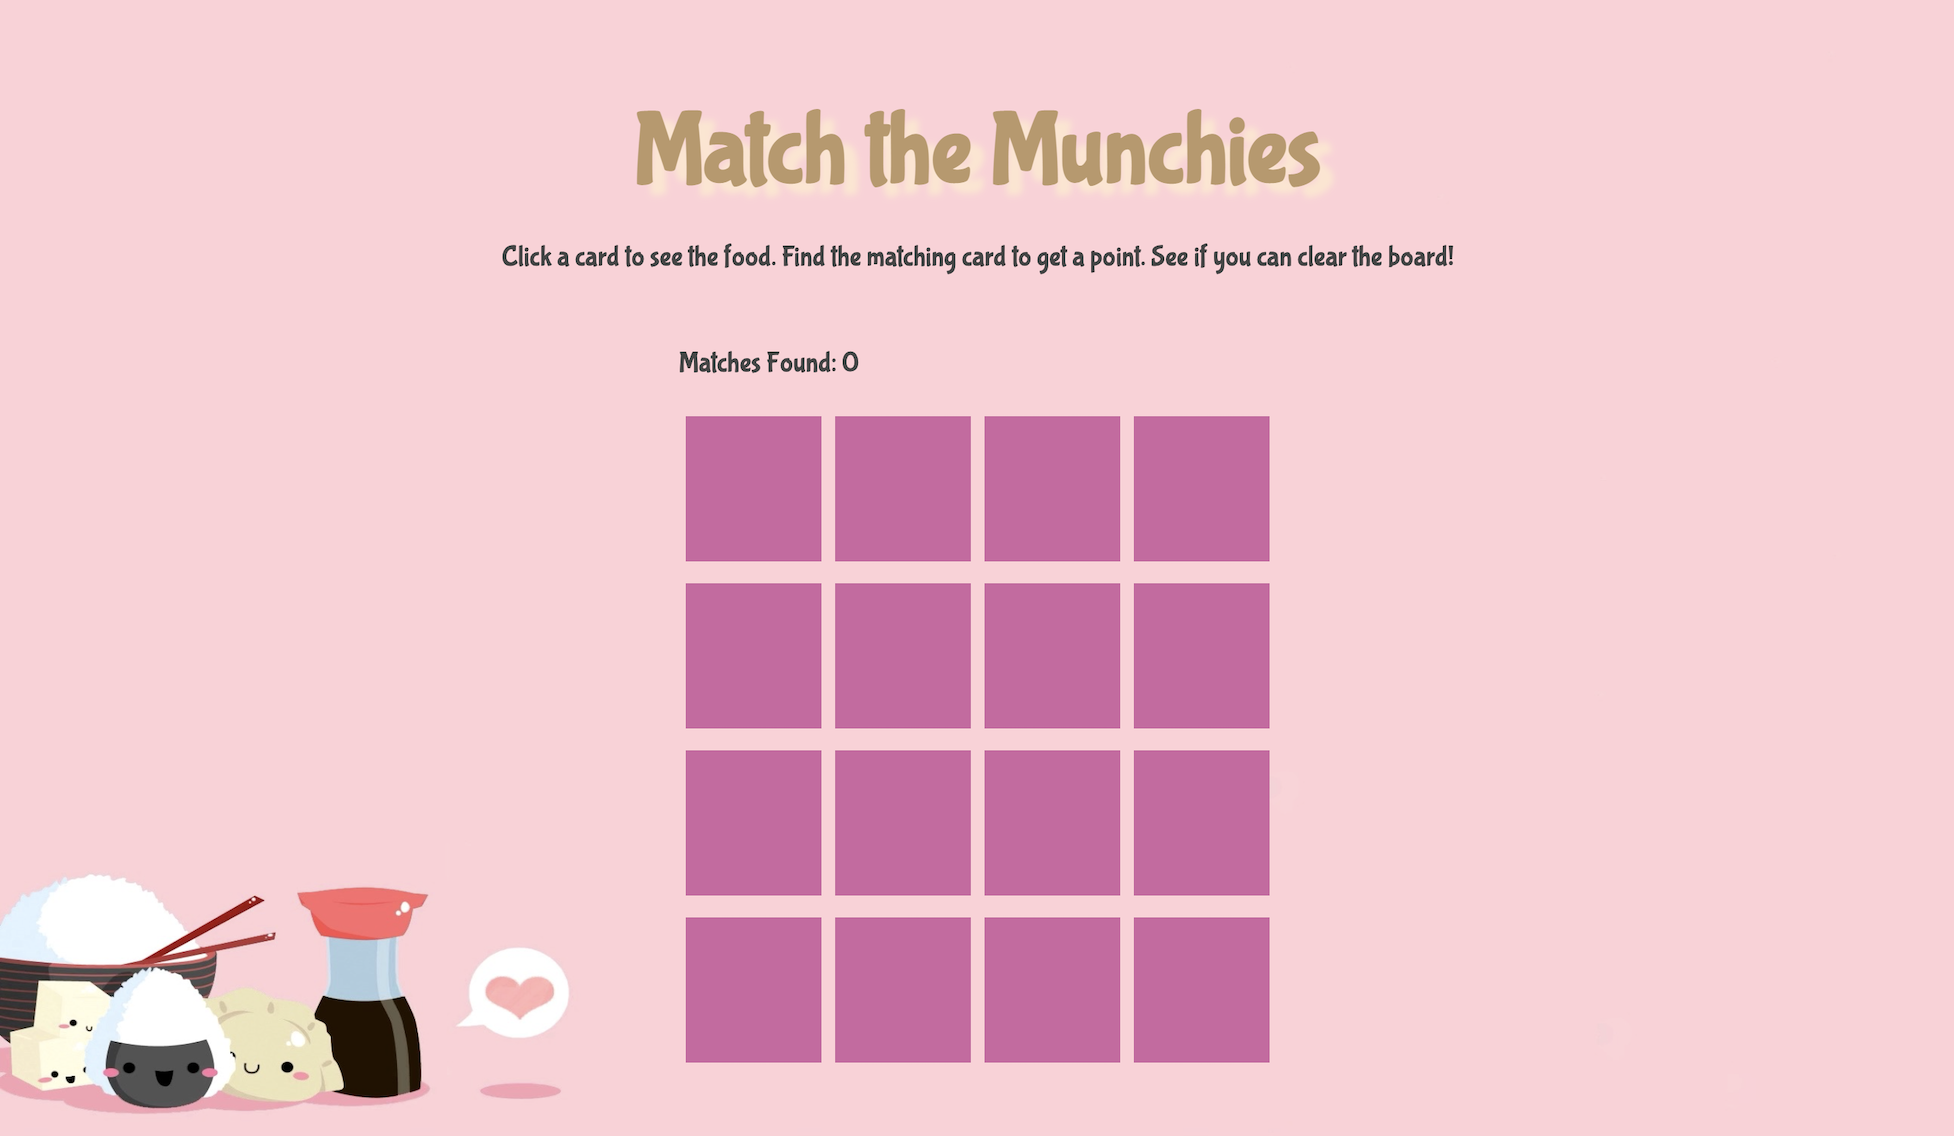 Match the Munchies
Click a card to see the food. Find the matching card to get a point. See if you can clear the board!
Matches Found: 0